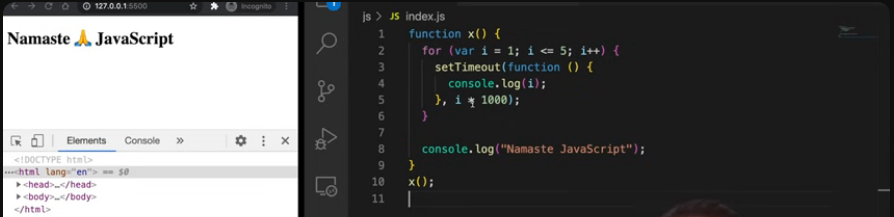 127.0.0.1:5500
Incognito
Namaste 🙏 JavaScript
Elements
Console
»
<!DOCTYPE html>
···<html lang="en"> == $0
▸<head>…</head>
▸<body>…</body>
</html>
js > JS index.js
1 function x() {
2 for (var i = 1; i <= 5; i++) {
3 setTimeout(function () {
4 console.log(i);
5 }, i * 1000);
6 }
7
8 console.log("Namaste JavaScript");
9 }
10 x();
11